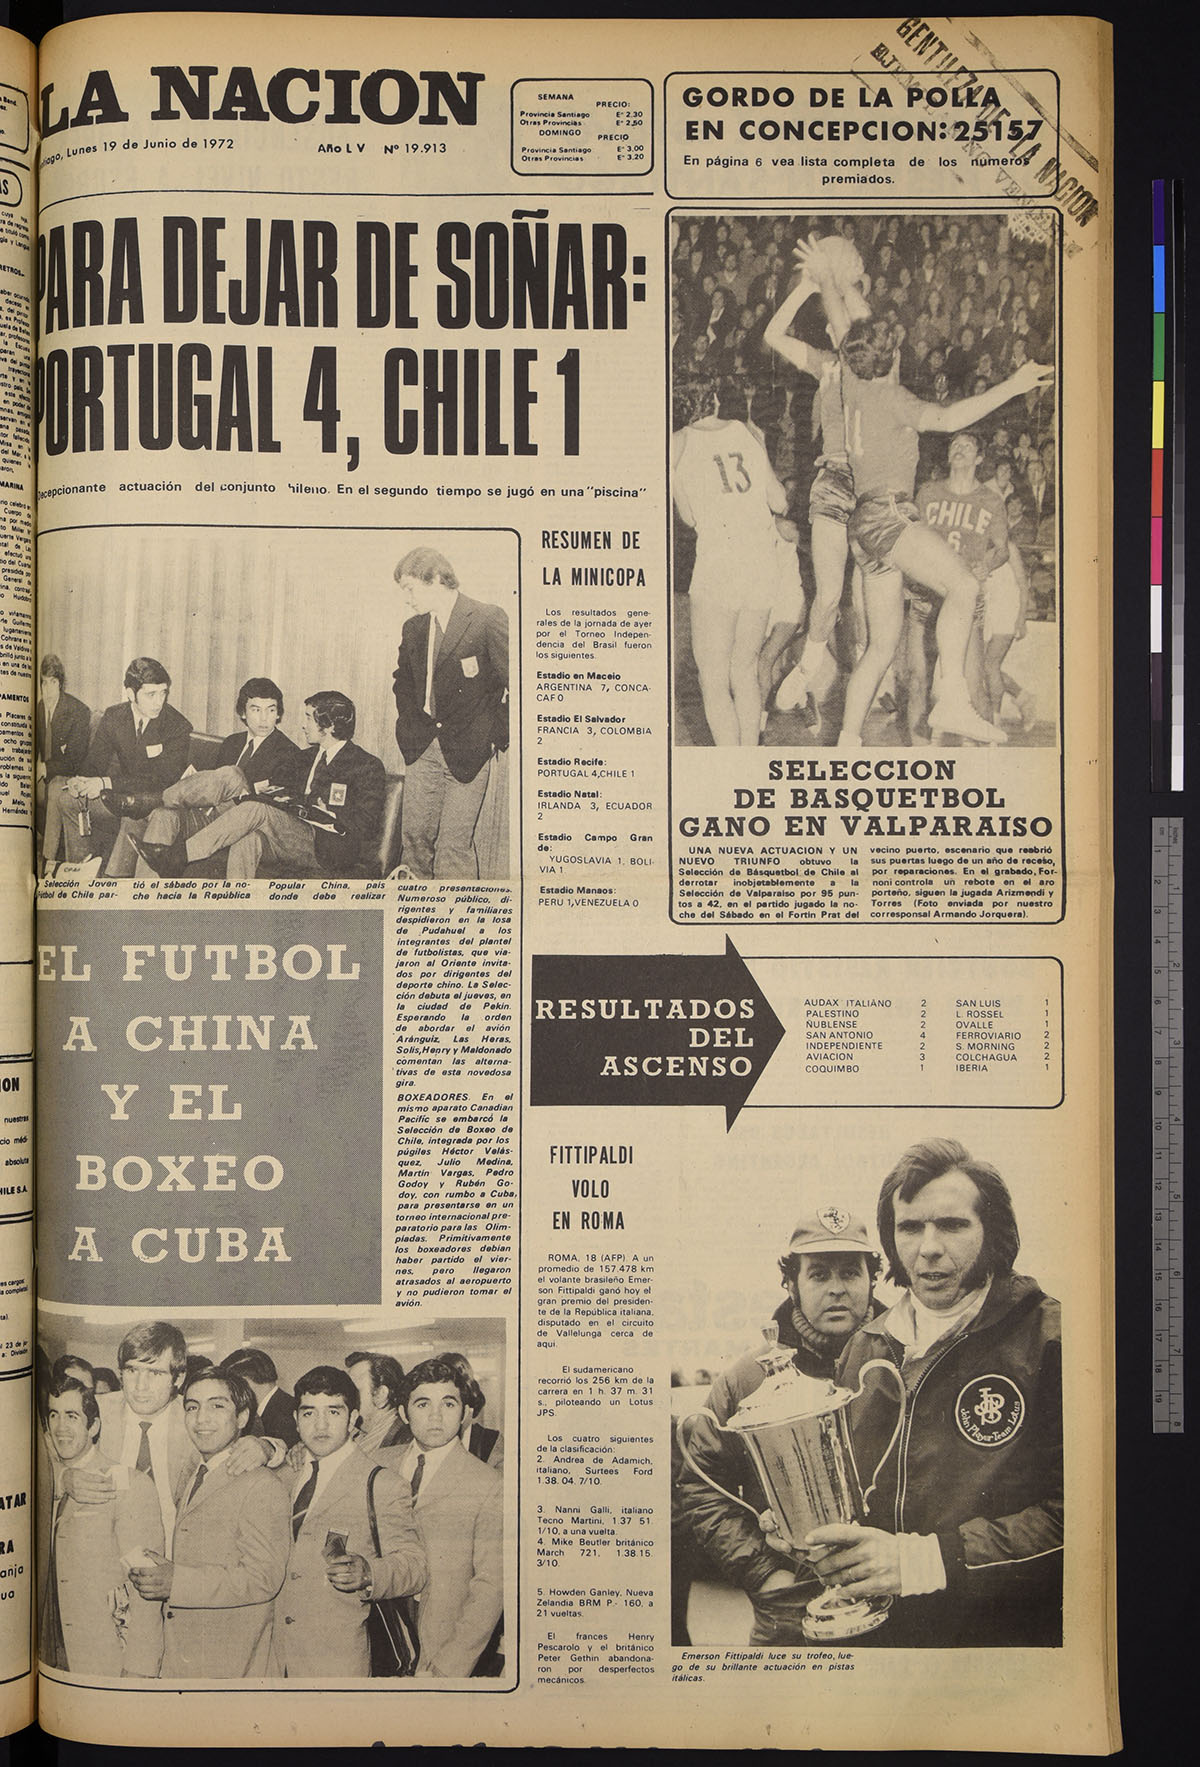 LA NACION
Lunes 19 de Junio de 1972
Año L V N° 19.913
SEMANA
PRECIO:
Provincia Santiago E° 2.30
Otras Provincias E° 2,50
DOMINGO
PRECIO
Provincia Santiago E° 3,00
Otras Provincias E° 3.20
GORDO DE LA POLLA
EN CONCEPCION: 25157
En página 6 vea lista completa de los números
premiados.
GENTILEZA DE LA NACION
PARA DEJAR DE SOÑAR:
PORTUGAL 4, CHILE 1
Decepcionante actuación del conjunto hileno. En el segundo tiempo se jugó en una "piscina"
13
11
CHILE
6
SELECCION
DE BASQUETBOL
GANO EN VALPARAISO
UNA NUEVA ACTUACION Y UN
NUEVO TRIUNFO obtuvo la
Selección de Básquetbol de Chile al
derrotar inobjetablemente a la
Selección de Valparaíso por 95 pun-
tos a 42, en el partido jugado la no-
che del Sábado en el Fortín Prat del
vecino puerto, escenario que reabrió
sus puertas luego de un año de receso,
por reparaciones. En el grabado, For-
noni controla un rebote en el aro
porteño, siguen la jugada Arizmendi y
Torres (Foto enviada por nuestro
corresponsal Armando Jorquera).
RESUMEN DE
LA MINICOPA
Los resultados gene-
rales de la jornada de ayer
por el Torneo Indepen-
dencia del Brasil fueron
los siguientes.
Estadio en Maceio
ARGENTINA 7, CONCA-
CAF 0
Estadio El Salvador
FRANCIA 3, COLOMBIA
2
Estadio Recife:
PORTUGAL 4,CHILE 1
Estadio Natal:
IRLANDA 3, ECUADOR
2
Estadio Campo Gran
de:
YUGOSLAVIA 1, BOLI-
VIA 1
Estadio Manaos:
PERU 1,VENEZUELA 0
Selección Joven
Fútbol de Chile par-
tió el sábado por la no-
che hacia la República
Popular China, país
donde debe realizar
cuatro presentaciones.
Numeroso público, di-
rigentes y familiares
despidieron en la losa
de Pudahuel a los
integrantes del plantel
de futbolistas, que via-
jaron al Oriente invita-
dos por dirigentes del
deporte chino. La Selec-
ción debuta el jueves, en
la ciudad de Pekín.
Esperando la orden
de abordar el avión
Aránguiz, Las Heras,
Solís,Henry y Maldonado
comentan las alterna-
tivas de esta novedosa
gira.
BOXEADORES. En el
mismo aparato Canadian
Pacific se embarcó la
Selección de Boxeo de
Chile, integrada por los
púgiles Héctor Velás-
quez, Julio Medina,
Martín Vargas, Pedro
Godoy y Rubén Go-
doy, con rumbo a Cuba,
para presentarse en un
torneo internacional pre-
paratorio para las Olim-
píadas. Primitivamente
los boxeadores debían
haber partido el vier-
nes, pero llegaron
atrasados al aeropuerto
y no pudieron tomar el
avión.
EL FUTBOL
A CHINA
Y EL
BOXEO
A CUBA
RESULTADOS
DEL
ASCENSO
AUDAX ITALIANO 2 SAN LUIS 1
PALESTINO 2 L. ROSSEL 1
ÑUBLENSE 2 OVALLE 1
SAN ANTONIO 4 FERROVIARIO 2
INDEPENDIENTE 2 S. MORNING 2
AVIACION 3 COLCHAGUA 2
COQUIMBO 1 IBERIA 1
FITTIPALDI
VOLO
EN ROMA
ROMA, 18 (AFP). A un
promedio de 157.478 km
el volante brasileño Emer-
son Fittipaldi ganó hoy el
gran premio del presiden-
te de la República italiana,
disputado en el circuito
de Vallelunga cerca de
aquí.
El sudamericano
recorrió los 256 km de la
carrera en 1 h. 37 m. 31
s., piloteando un Lotus
JPS.
Los cuatro siguientes
de la clasificación:
2. Andrea de Adamich,
italiano, Surtees Ford
1.38. 04. 7/10.
3. Nanni Galli, italiano
Tecno Martini, 1.37 51.
1/10, a una vuelta.
4. Mike Beutler británico
March 721, 1.38.15.
3/10.
5. Howden Ganley, Nueva
Zelandia BRM P.- 160, a
21 vueltas.
El frances Henry
Pescarolo y el británico
Peter Gethin abandona-
ron por desperfectos
mecánicos.
JPS
John Player Team Lotus
Emerson Fittipaldi luce su trofeo, lue-
go de su brillante actuación en pistas
itálicas.